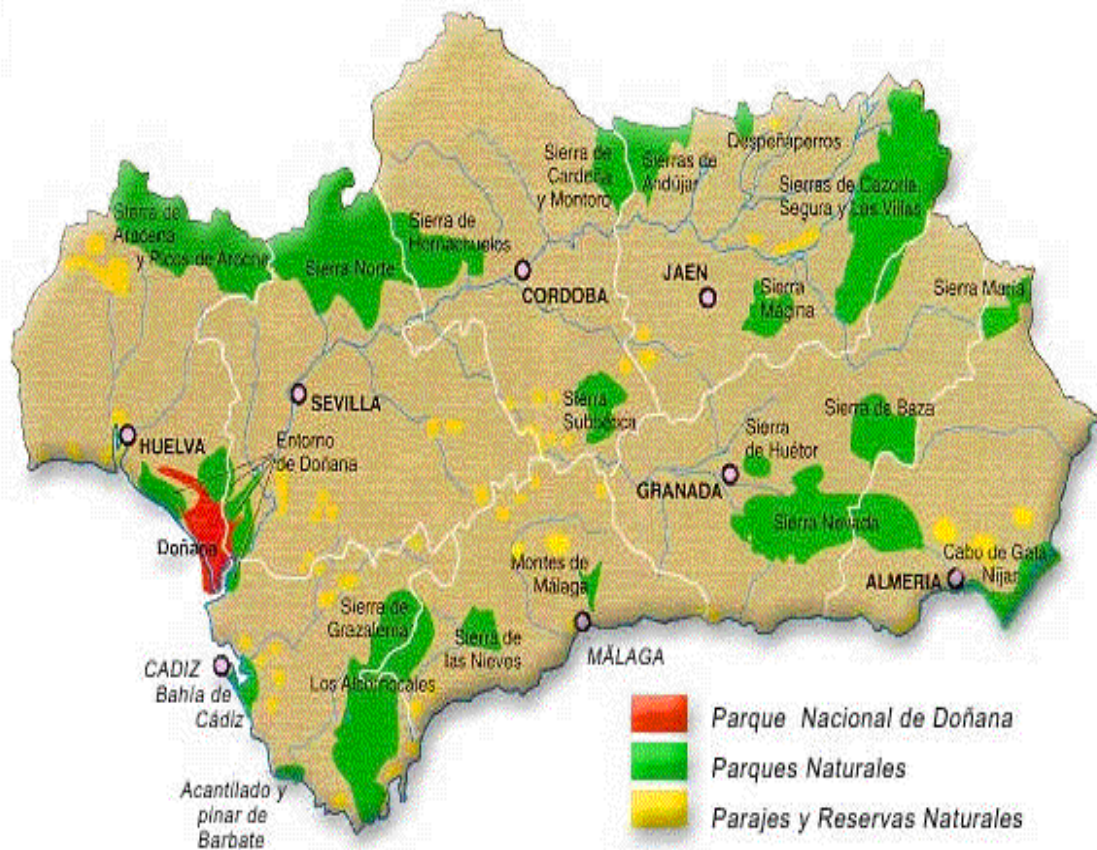 Despeñaperros
Sierra de
Cardeña
y Montoro
Sierras de
Andújar
Sierras de Cazorla,
Segura y Los Villas
Sierra de
Aracena
y Picos de Aroche
Sierra Norte
Sierra de
Hornachuelos
CORDOBA
JAEN
Sierra
Mágina
Sierra María
SEVILLA
Sierra
Subbética
Sierra de Baza
HUELVA
Entorno
de Doñana
Sierra
de Huétor
GRANADA
Sierra Nevada
Doñana
Montes de
Málaga
Cabo de Gata
Níjar
ALMERIA
Sierra de
Grazalema
Sierra de
las Nieves
MÁLAGA
CADIZ
Bahía de
Cádiz
Los Alcornocales
Acantilado y
pinar de
Barbate
Parque Nacional de Doñana
Parques Naturales
Parajes y Reservas Naturales